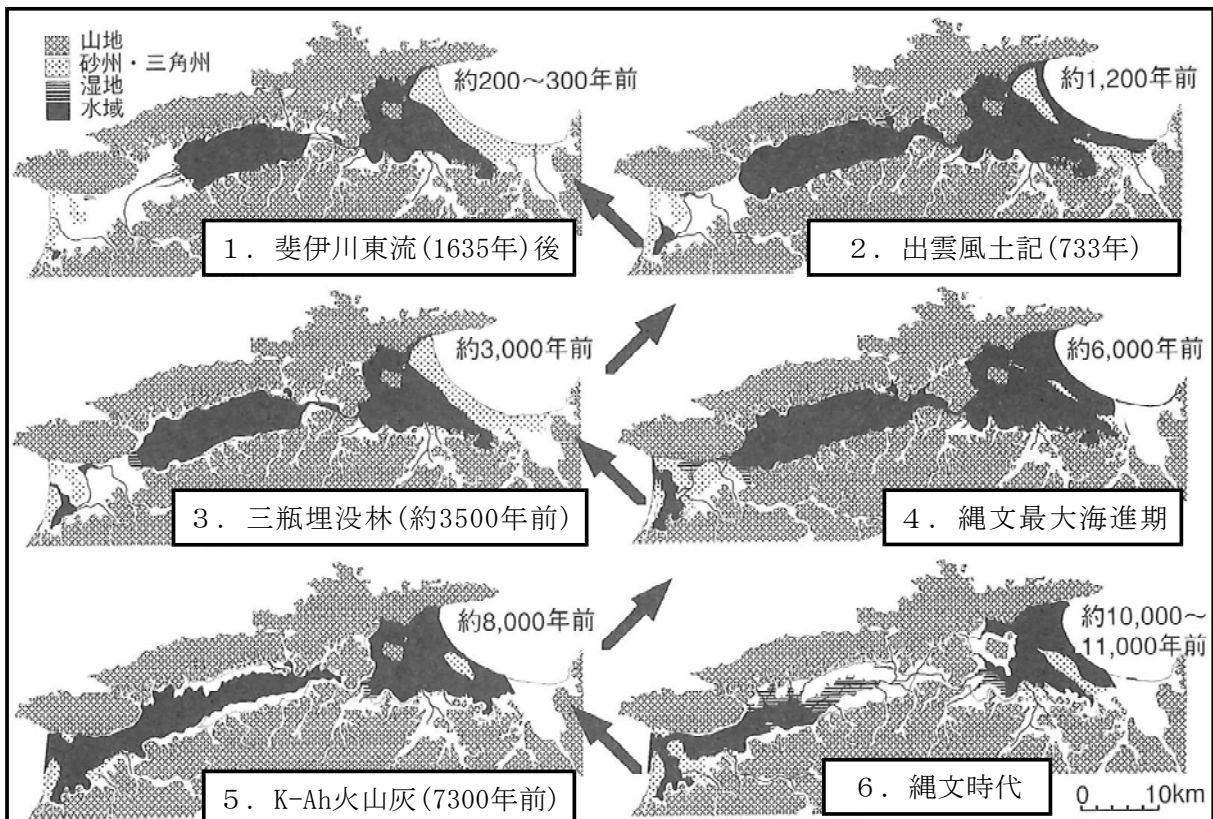 山地
砂州・三角州
湿地
水域
約200～300年前
1．斐伊川東流(1635年)後
約1,200年前
2．出雲風土記(733年)
約3,000年前
3．三瓶埋没林(約3500年前)
約6,000年前
4．縄文最大海進期
約8,000年前
5．K-Ah火山灰(7300年前)
約10,000～
11,000年前
6．縄文時代
0 10km